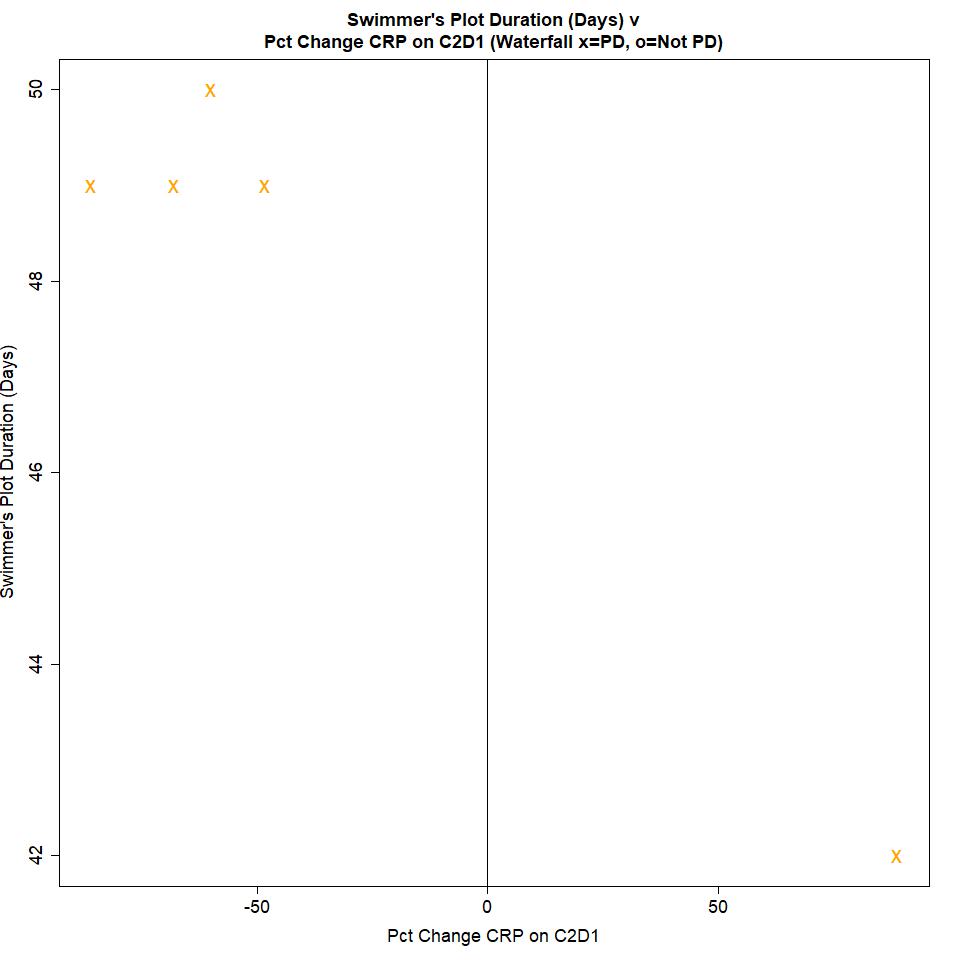 Swimmer's Plot Duration (Days) v
Pct Change CRP on C2D1 (Waterfall x=PD, o=Not PD)
Swimmer's Plot Duration (Days)
50
48
46
44
42
X
X
X
X
X
-50
0
50
Pct Change CRP on C2D1